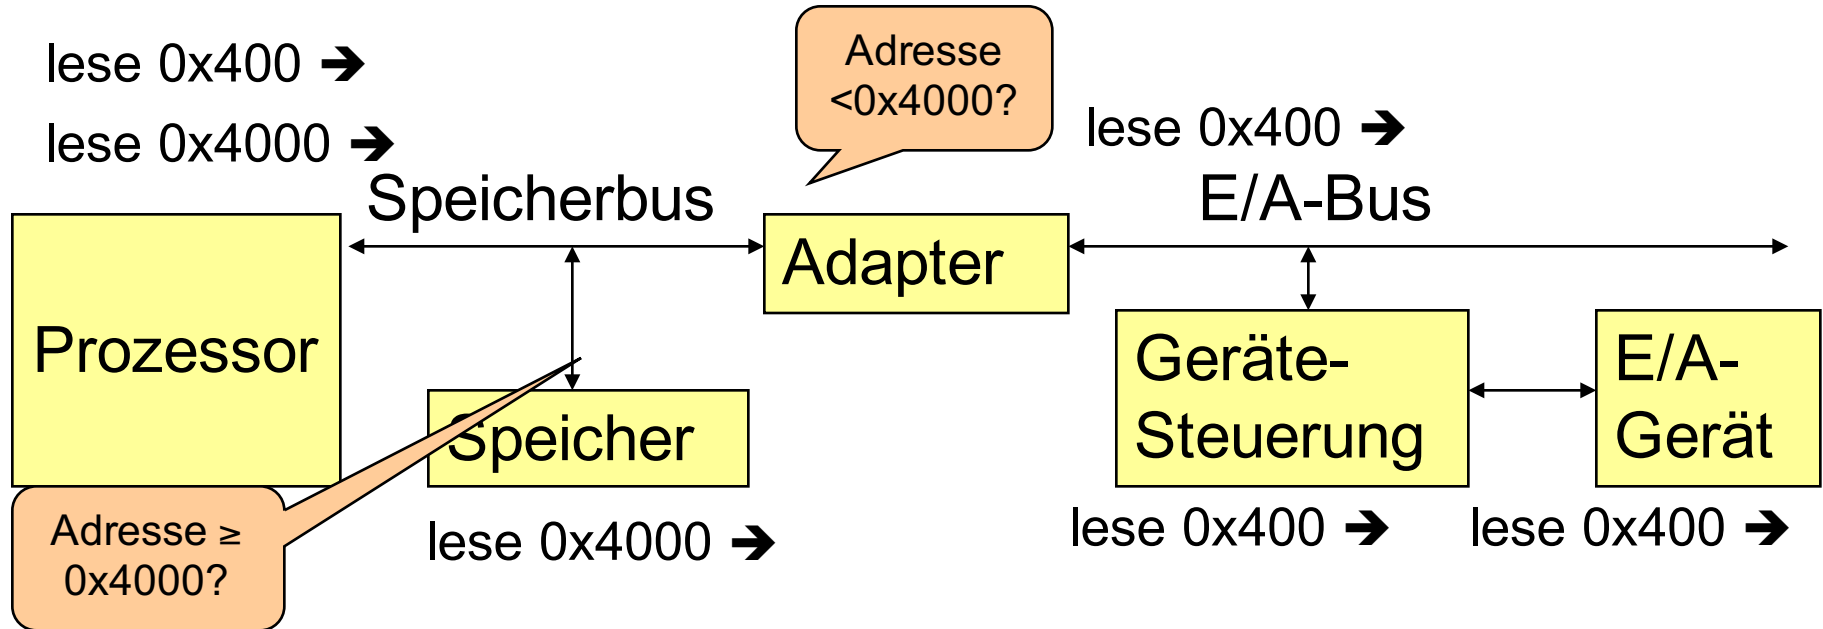 lese 0x400 ➔
lese 0x4000 ➔
Adresse
<0x4000?
lese 0x400 ➔
Speicherbus
E/A-Bus
Prozessor
Adapter
Speicher
Geräte-
Steuerung
E/A-
Gerät
Adresse ≥
0x4000?
lese 0x4000 ➔
lese 0x400 ➔
lese 0x400 ➔